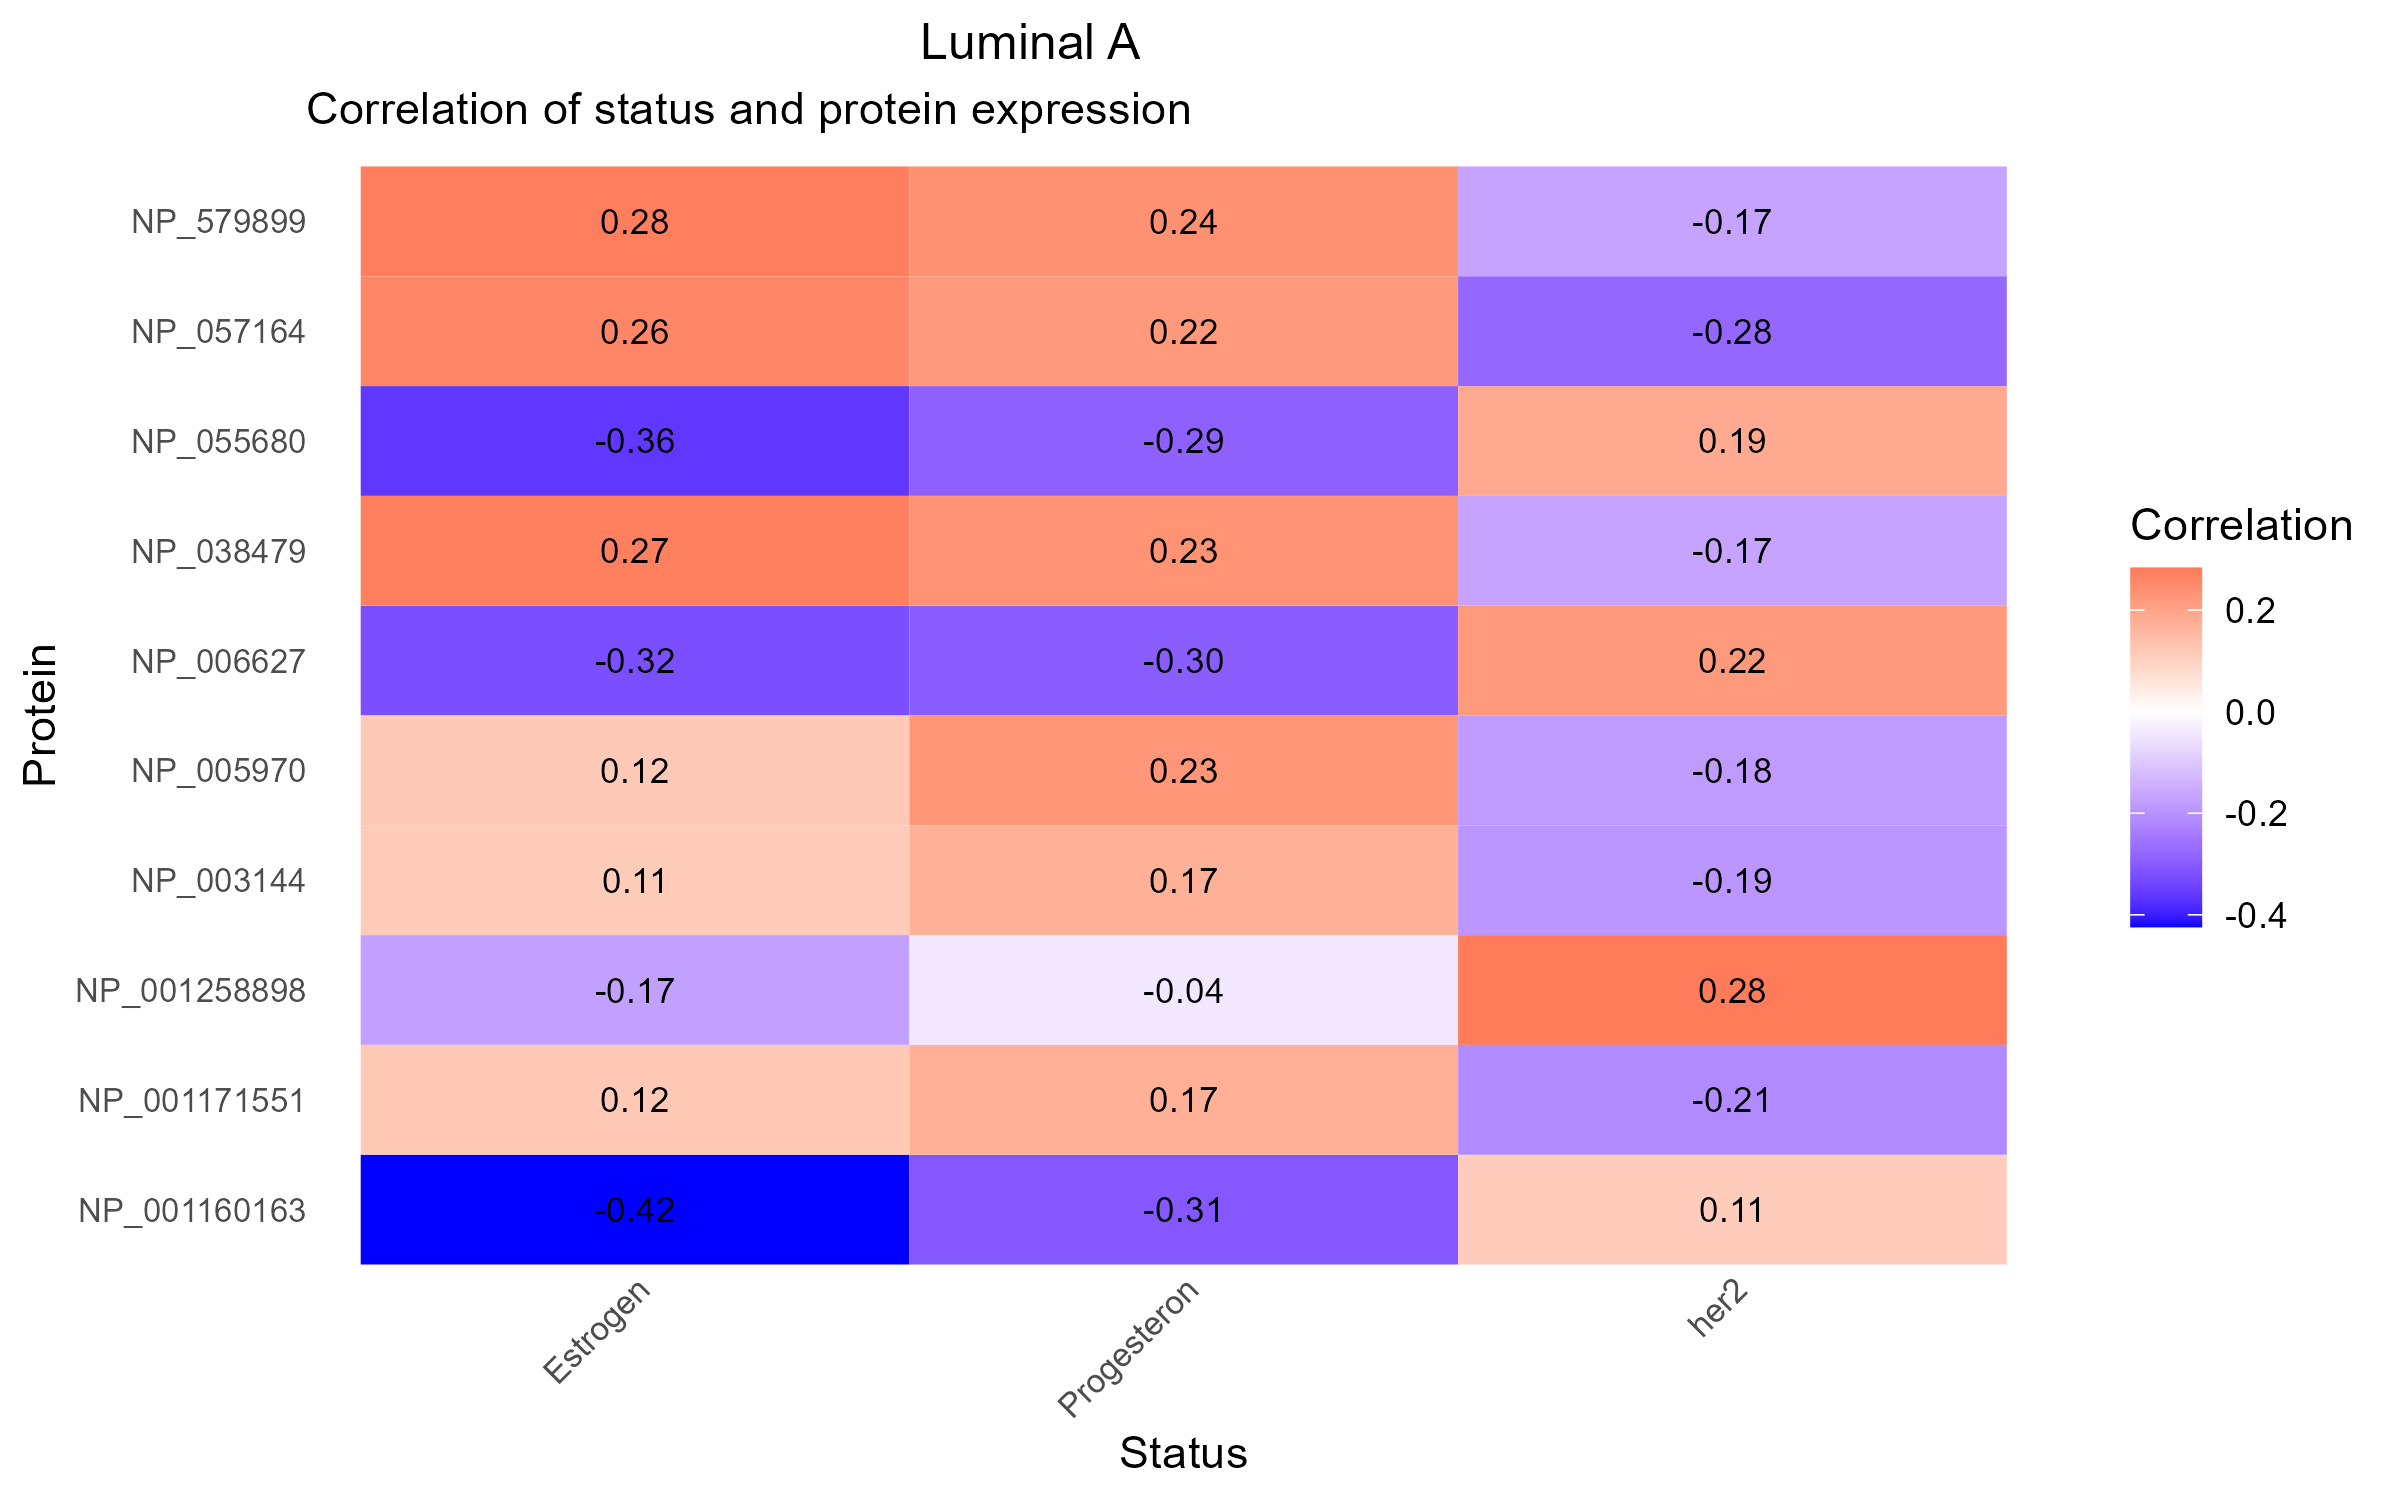 Luminal A
Correlation of status and protein expression
NP_579899 0.28 0.24 -0.17
NP_057164 0.26 0.22 -0.28
NP_055680 -0.36 -0.29 0.19
NP_038479 0.27 0.23 -0.17
NP_006627 -0.32 -0.30 0.22
NP_005970 0.12 0.23 -0.18
NP_003144 0.11 0.17 -0.19
NP_001258898 -0.17 -0.04 0.28
NP_001171551 0.12 0.17 -0.21
NP_001160163 -0.42 -0.31 0.11
Protein
Estrogen Progesteron her2
Status
Correlation
0.2
0.0
-0.2
-0.4